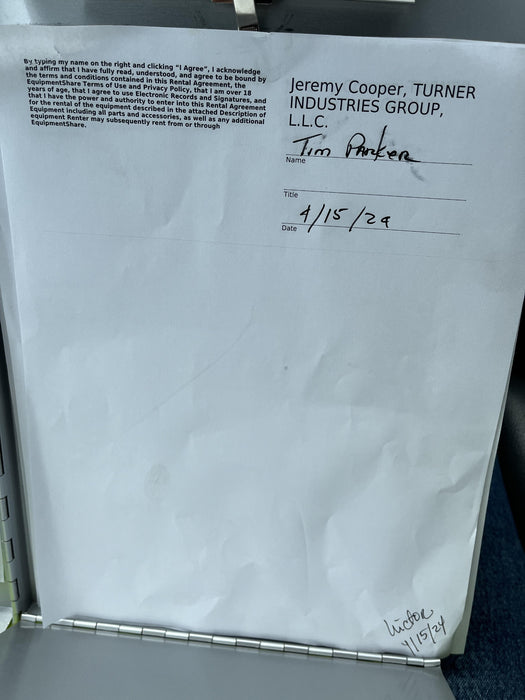 By typing my name on the right and clicking "I Agree", I acknowledge
and affirm that I have fully read, understood, and agree to be bound by
the terms and conditions contained in this Rental Agreement, the
EquipmentShare Terms of Use and Privacy Policy, that I am over 18
years of age, that I agree to use Electronic Records and Signatures, and
that I have the power and authority to enter into this Rental Agreement
for the rental of the equipment described in the attached Description of
Equipment including all parts and accessories, as well as any additional
equipment Renter may subsequently rent from or through
EquipmentShare.
Jeremy Cooper, TURNER
INDUSTRIES GROUP,
L.L.C.
Tim Parker
Name
Title
4/15/24
Date
Victor
4/15/24